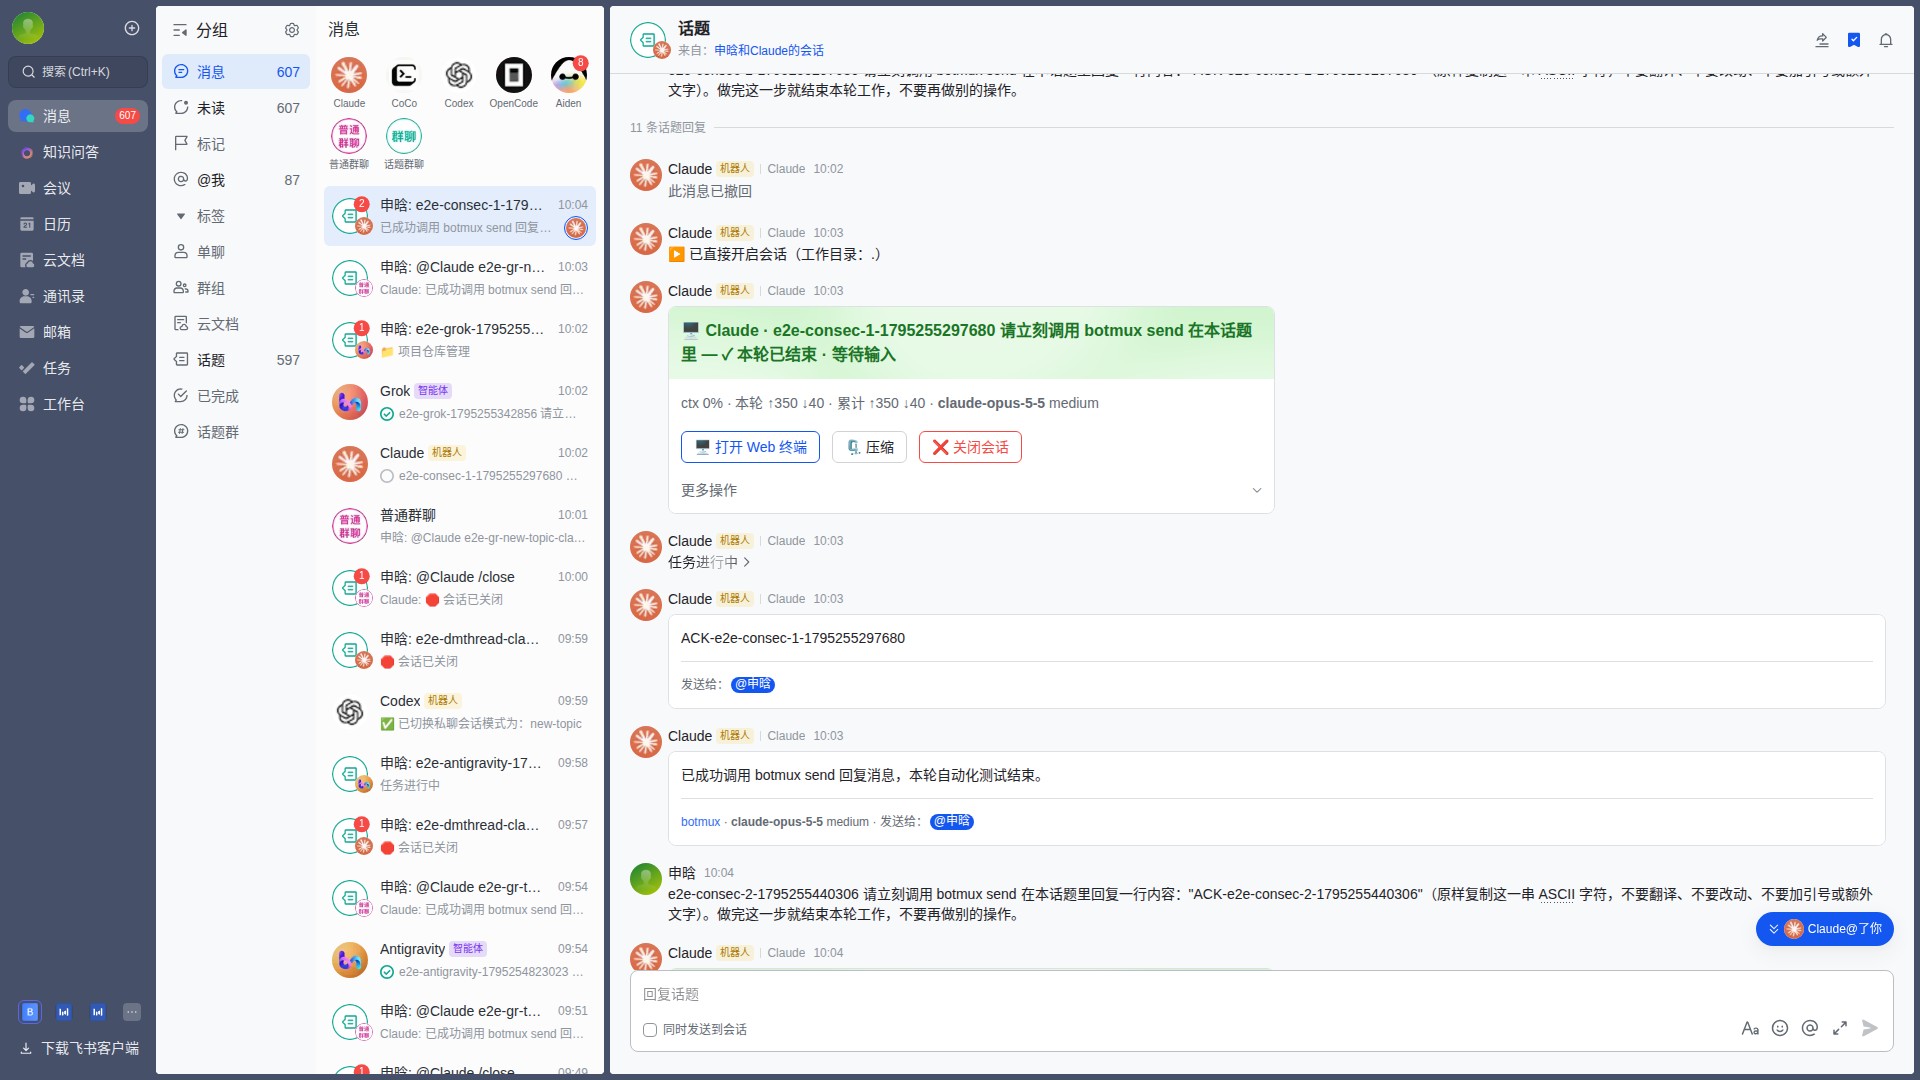 搜索 (Ctrl+K)
消息
607
知识问答
会议
日历
云文档
通讯录
邮箱
任务
工作台
下载飞书客户端
分组
消息 607
未读 607
标记
@我 87
标签
单聊
群组
云文档
话题 597
已完成
话题群
消息
Claude
CoCo
Codex
OpenCode
8
Aiden
普通群聊
普通群聊
群聊
话题群聊
2
申晗: e2e-consec-1-179… 10:04
已成功调用 botmux send 回复…
申晗: @Claude e2e-gr-n… 10:03
Claude: 已成功调用 botmux send 回…
1
申晗: e2e-grok-1795255… 10:02
📁 项目仓库管理
Grok 智能体 10:02
e2e-grok-1795255342856 请立…
Claude 机器人 10:02
e2e-consec-1-1795255297680 …
普通群聊
普通群聊 10:01
申晗: @Claude e2e-gr-new-topic-cla…
1
申晗: @Claude /close 10:00
Claude: 🛑 会话已关闭
申晗: e2e-dmthread-cla… 09:59
🛑 会话已关闭
Codex 机器人 09:59
✅ 已切换私聊会话模式为：new-topic
申晗: e2e-antigravity-17… 09:58
任务进行中
1
申晗: e2e-dmthread-cla… 09:57
🛑 会话已关闭
申晗: @Claude e2e-gr-t… 09:54
Claude: 已成功调用 botmux send 回…
Antigravity 智能体 09:54
e2e-antigravity-1795254823023 …
申晗: @Claude e2e-gr-t… 09:51
Claude: 已成功调用 botmux send 回…
1
申晗: @Claude /close 09:49
话题
来自：申晗和Claude的会话
文字）。做完这一步就结束本轮工作，不要再做别的操作。
11 条话题回复
Claude 机器人 | Claude 10:02
此消息已撤回
Claude 机器人 | Claude 10:03
▶️ 已直接开启会话（工作目录：.）
Claude 机器人 | Claude 10:03
🖥️ Claude · e2e-consec-1-1795255297680 请立刻调用 botmux send 在本话题
里 — ✓ 本轮已结束 · 等待输入
ctx 0% · 本轮 ↑350 ↓40 · 累计 ↑350 ↓40 · claude-opus-5-5 medium
🖥️ 打开 Web 终端
🗜️ 压缩
❌ 关闭会话
更多操作
Claude 机器人 | Claude 10:03
任务进行中 >
Claude 机器人 | Claude 10:03
ACK-e2e-consec-1-1795255297680
发送给：@申晗
Claude 机器人 | Claude 10:03
已成功调用 botmux send 回复消息，本轮自动化测试结束。
botmux · claude-opus-5-5 medium · 发送给：@申晗
申晗 10:04
e2e-consec-2-1795255440306 请立刻调用 botmux send 在本话题里回复一行内容："ACK-e2e-consec-2-1795255440306"（原样复制这一串 ASCII 字符，不要翻译、不要改动、不要加引号或额外
文字）。做完这一步就结束本轮工作，不要再做别的操作。
Claude@了你
Claude 机器人 | Claude 10:04
回复话题
同时发送到会话